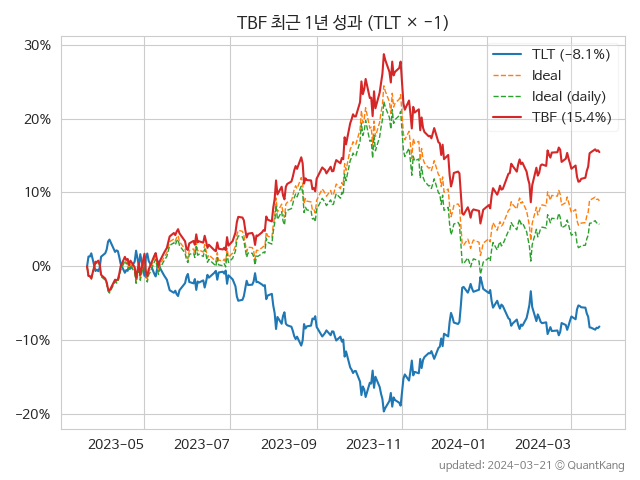 TBF 최근 1년 성과 (TLT × −1)
30%
20%
10%
0%
−10%
−20%
TLT (−8.1%)
Ideal
Ideal (daily)
TBF (15.4%)
2023−05
2023−07
2023−09
2023−11
2024−01
2024−03
updated: 2024−03−21 © QuantKang